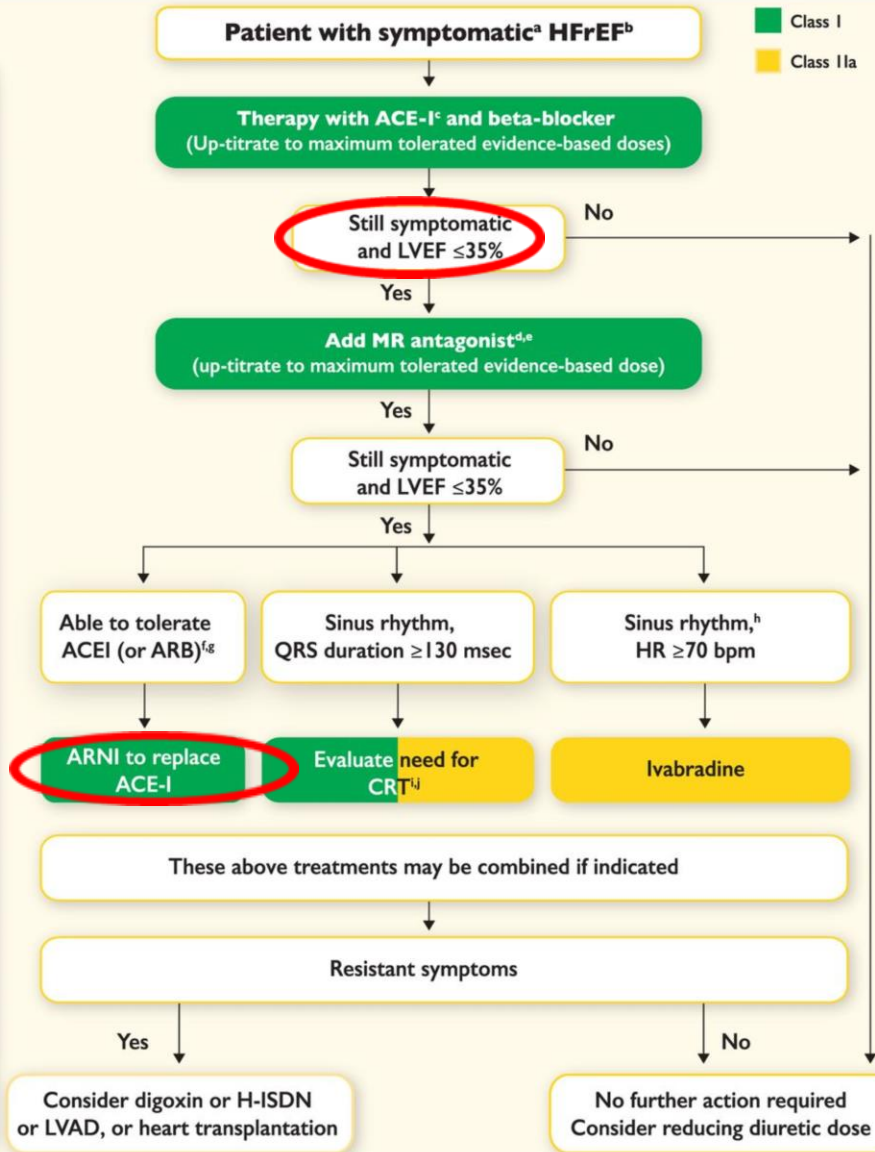 Patient with symptomaticᵃ HFrEFᵇ
Class I
Class IIa
Therapy with ACE-Iᶜ and beta-blocker
(Up-titrate to maximum tolerated evidence-based doses)
Still symptomatic
and LVEF ≤35%
No
Yes
Add MR antagonistᵈ,ᵉ
(up-titrate to maximum tolerated evidence-based dose)
Yes
Still symptomatic
and LVEF ≤35%
No
Yes
Able to tolerate
ACEI (or ARB)ᶠ,ᵍ
Sinus rhythm,
QRS duration ≥130 msec
Sinus rhythm,ʰ
HR ≥70 bpm
ARNI to replace
ACE-I
Evaluate need for
CRTⁱ,ʲ
Ivabradine
These above treatments may be combined if indicated
Resistant symptoms
Yes
No
Consider digoxin or H-ISDN
or LVAD, or heart transplantation
No further action required
Consider reducing diuretic dose